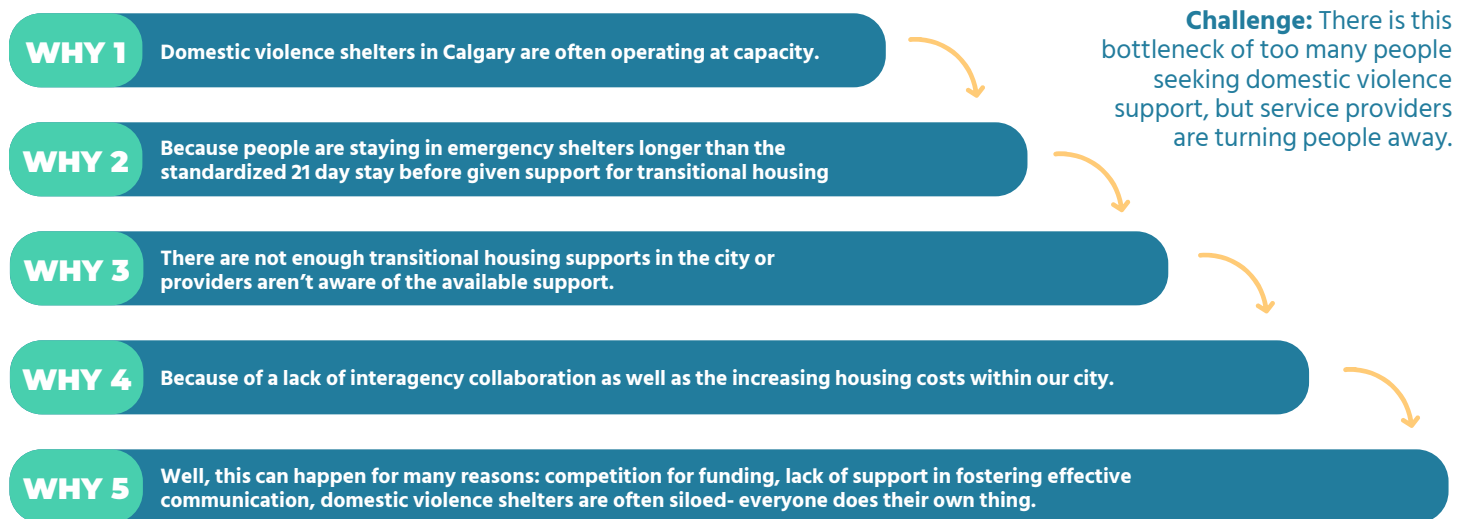 Challenge: There is this
bottleneck of too many people
seeking domestic violence
support, but service providers
are turning people away.
WHY 1
Domestic violence shelters in Calgary are often operating at capacity.
WHY 2
Because people are staying in emergency shelters longer than the
standardized 21 day stay before given support for transitional housing
WHY 3
There are not enough transitional housing supports in the city or
providers aren’t aware of the available support.
WHY 4
Because of a lack of interagency collaboration as well as the increasing housing costs within our city.
WHY 5
Well, this can happen for many reasons: competition for funding, lack of support in fostering effective
communication, domestic violence shelters are often siloed- everyone does their own thing.